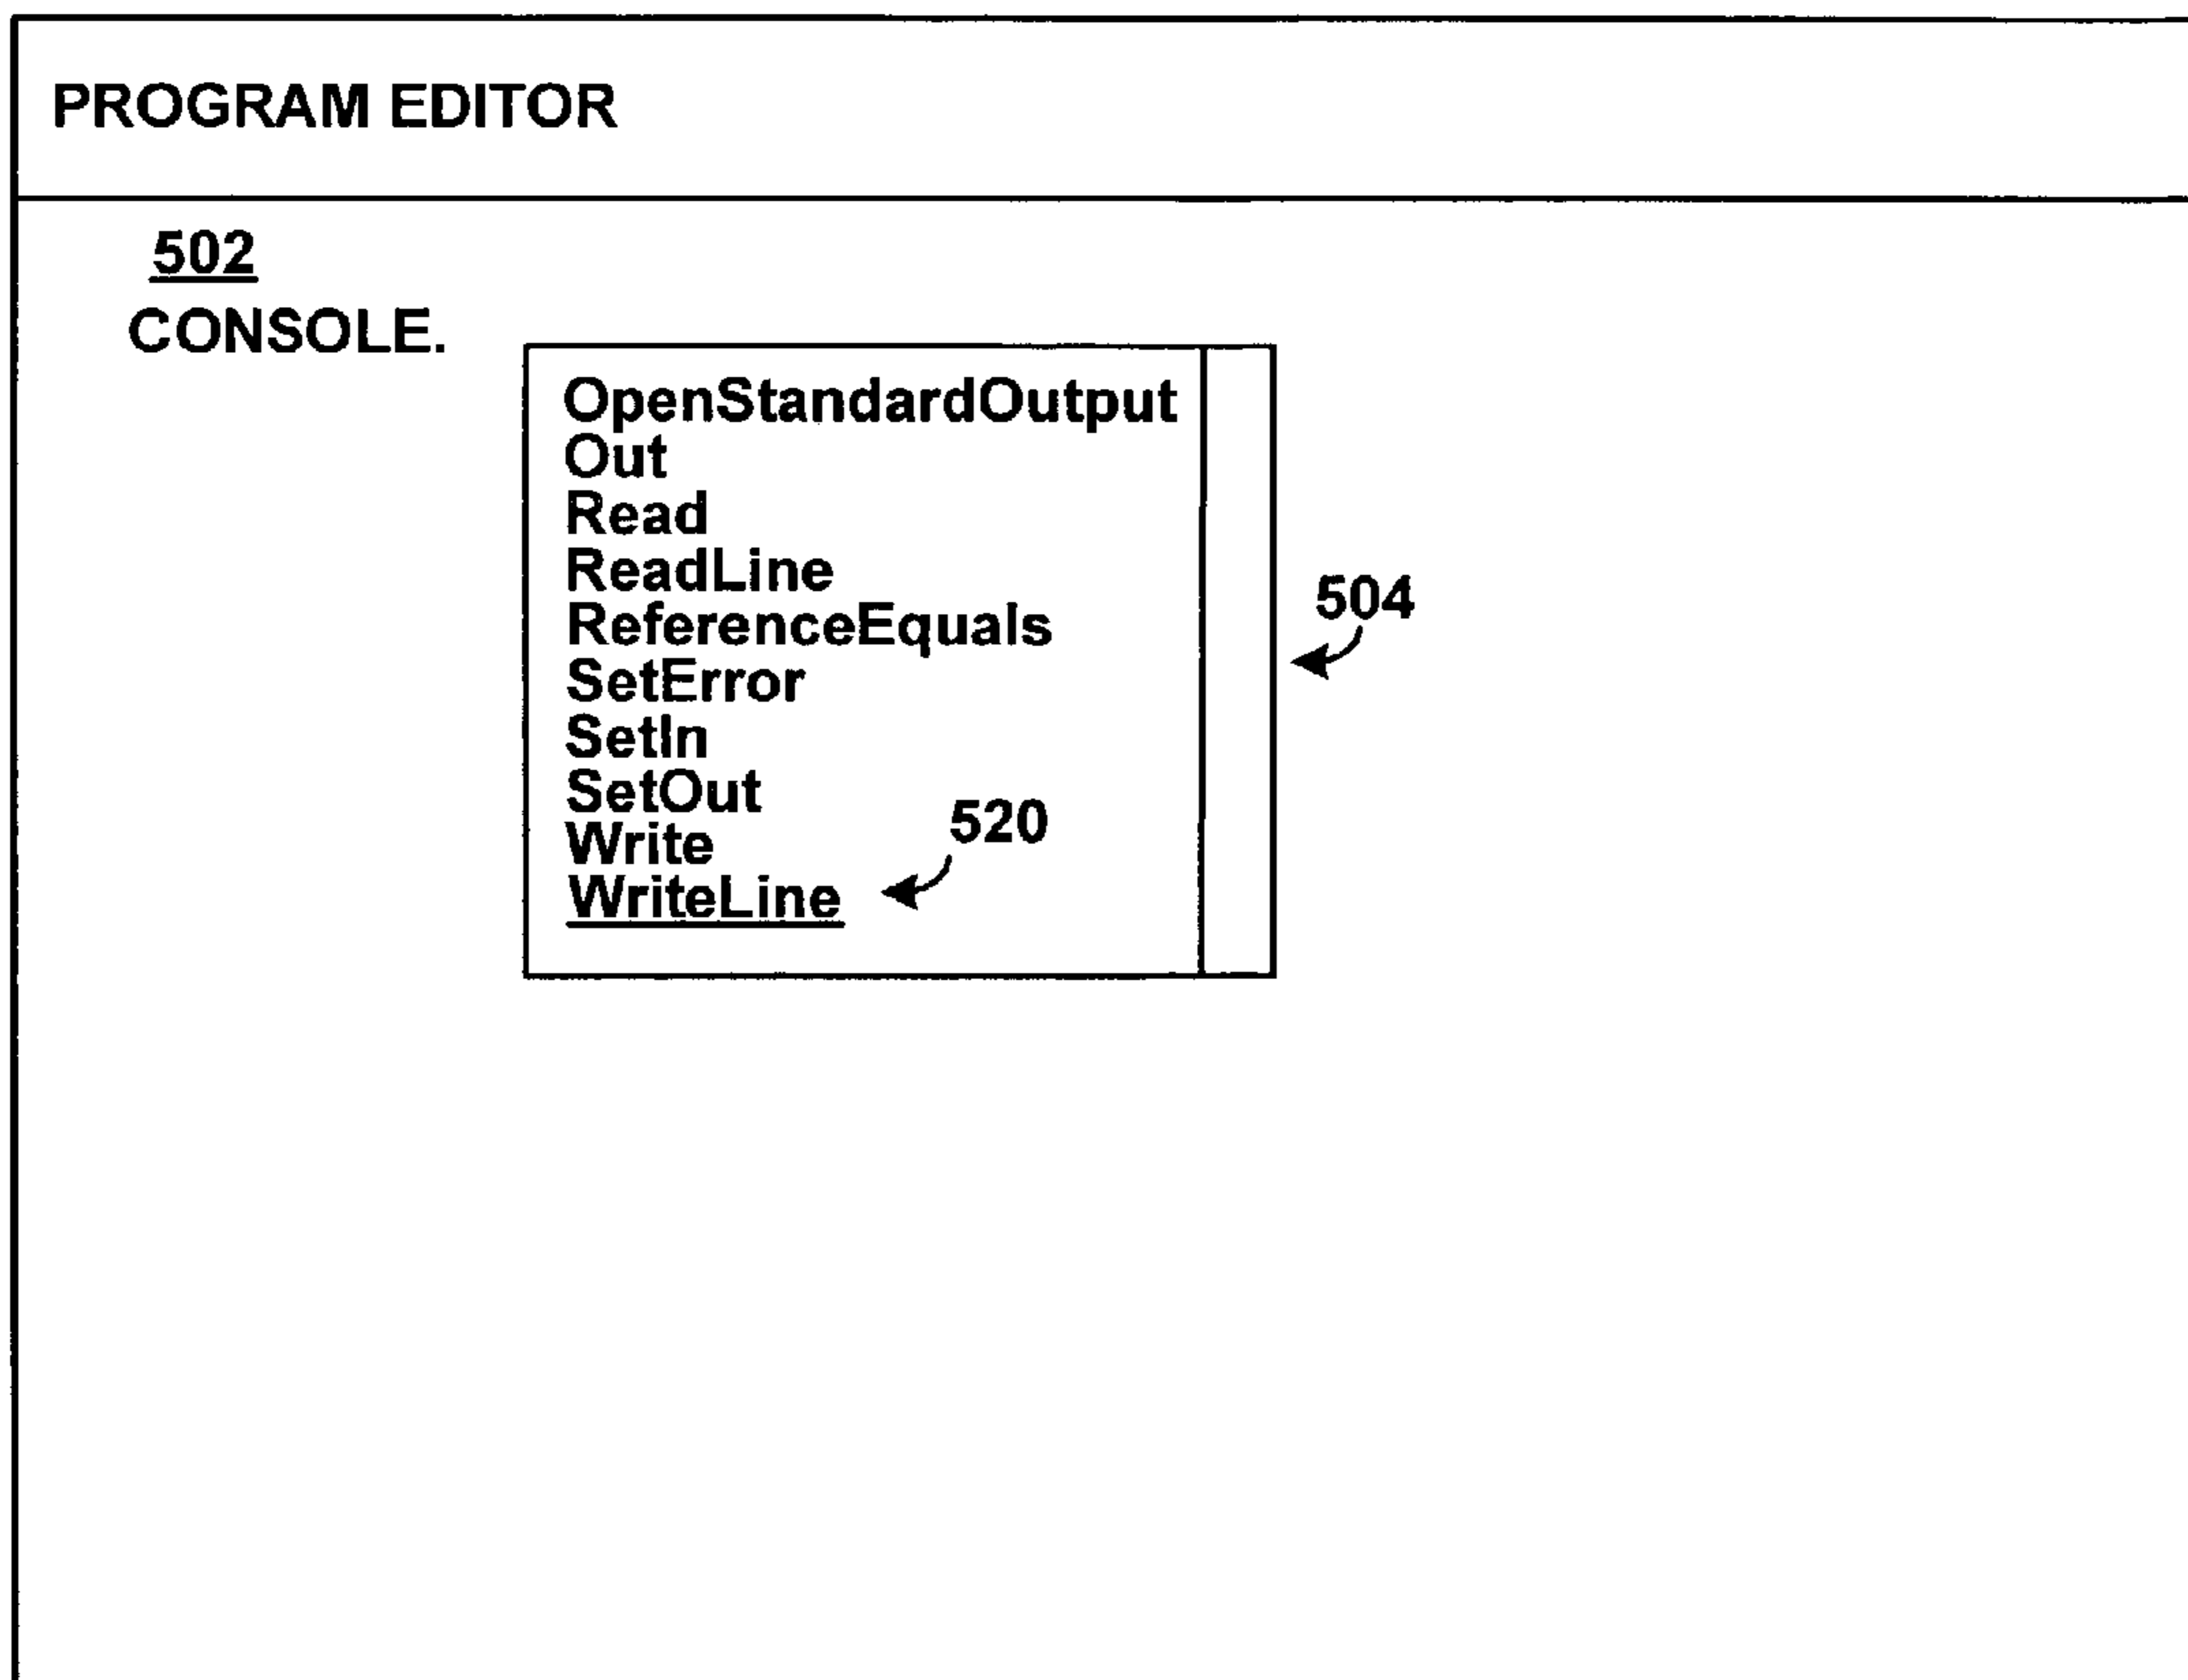 PROGRAM EDITOR
502
CONSOLE.
OpenStandardOutput
Out
Read
ReadLine
ReferenceEquals
504
SetError
SetIn
SetOut
520
Write
WriteLine